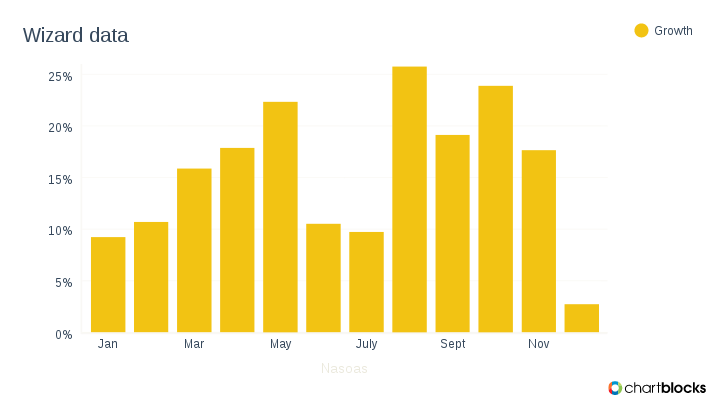 Wizard data
Growth
25%
20%
15%
10%
5%
0%
Jan Mar May July Sept Nov
Nasoas
chartblocks